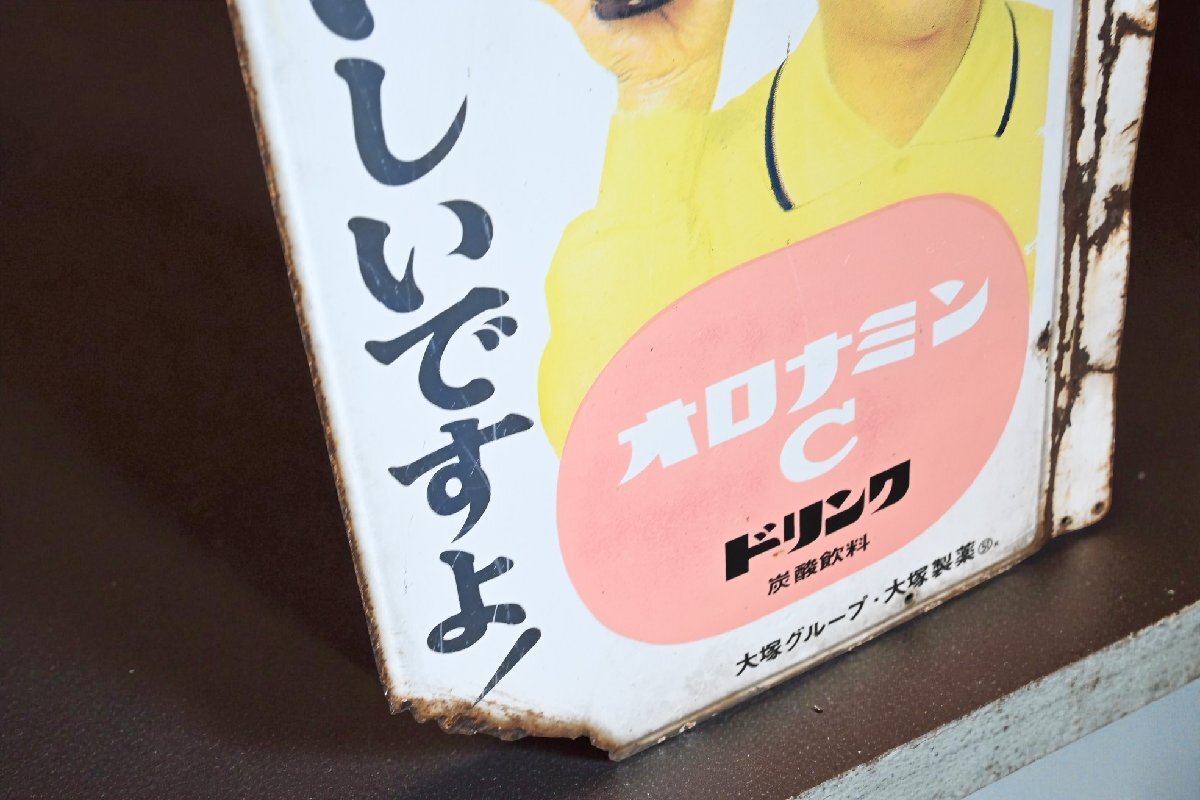 しいですよ!
オロナミン
C
ドリンク
炭酸飲料
大塚グループ・大塚製薬